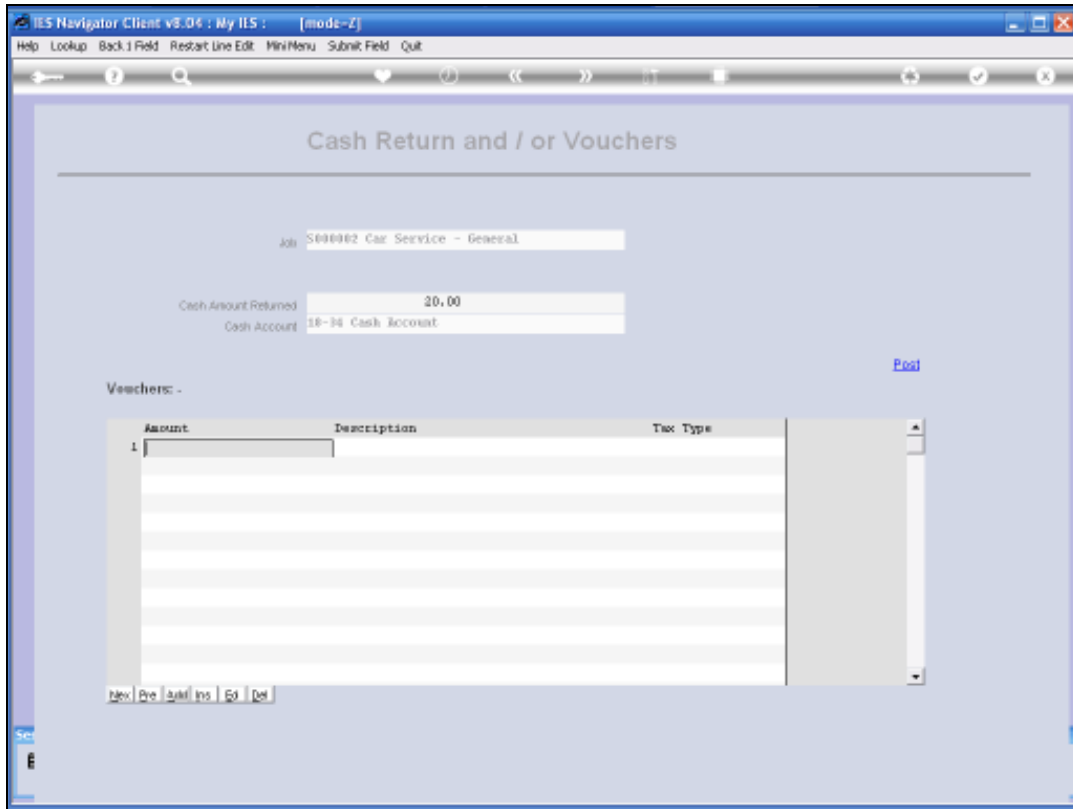 IES Navigator Client v8.04 : My IES : [mode=Z]
Help Lookup Back 1 Field Restart Line Edit MiniMenu Submit Field Quit
Cash Return and / or Vouchers
Job S000002 Car Service - General
Cash Amount Returned 20.00
Cash Account 18-34 Cash Account
Post
Vouchers: -
Amount Description Tax Type
1
Nex Pre Add Ins Ed Del